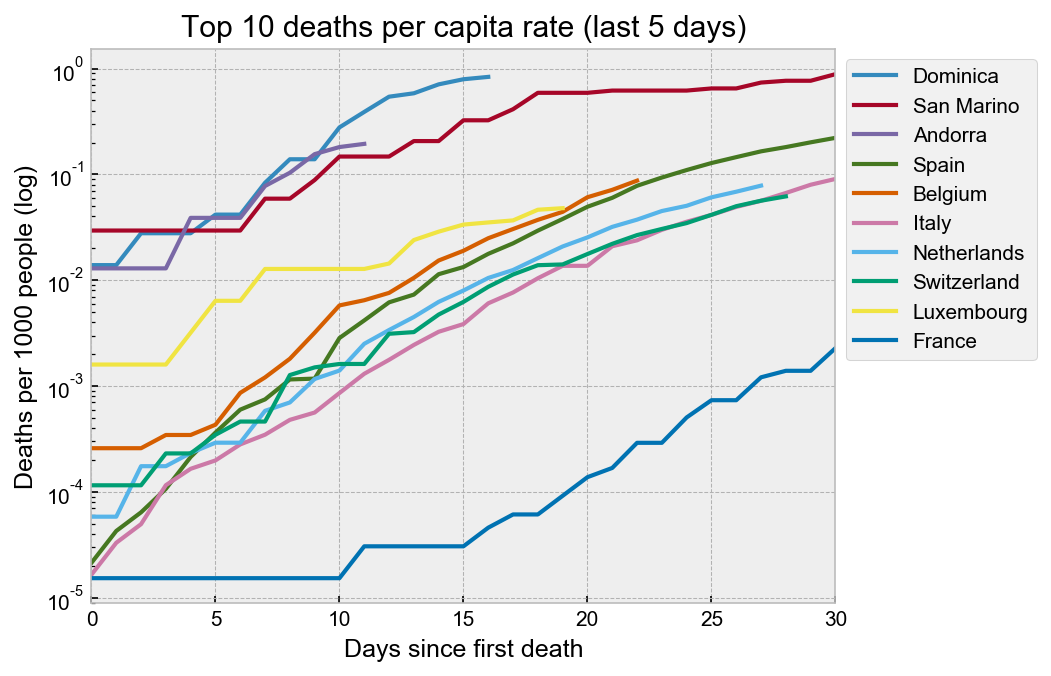 Top 10 deaths per capita rate (last 5 days)
Deaths per 1000 people (log)
10^0
10^-1
10^-2
10^-3
10^-4
10^-5
0 5 10 15 20 25 30
Days since first death
Dominica
San Marino
Andorra
Spain
Belgium
Italy
Netherlands
Switzerland
Luxembourg
France